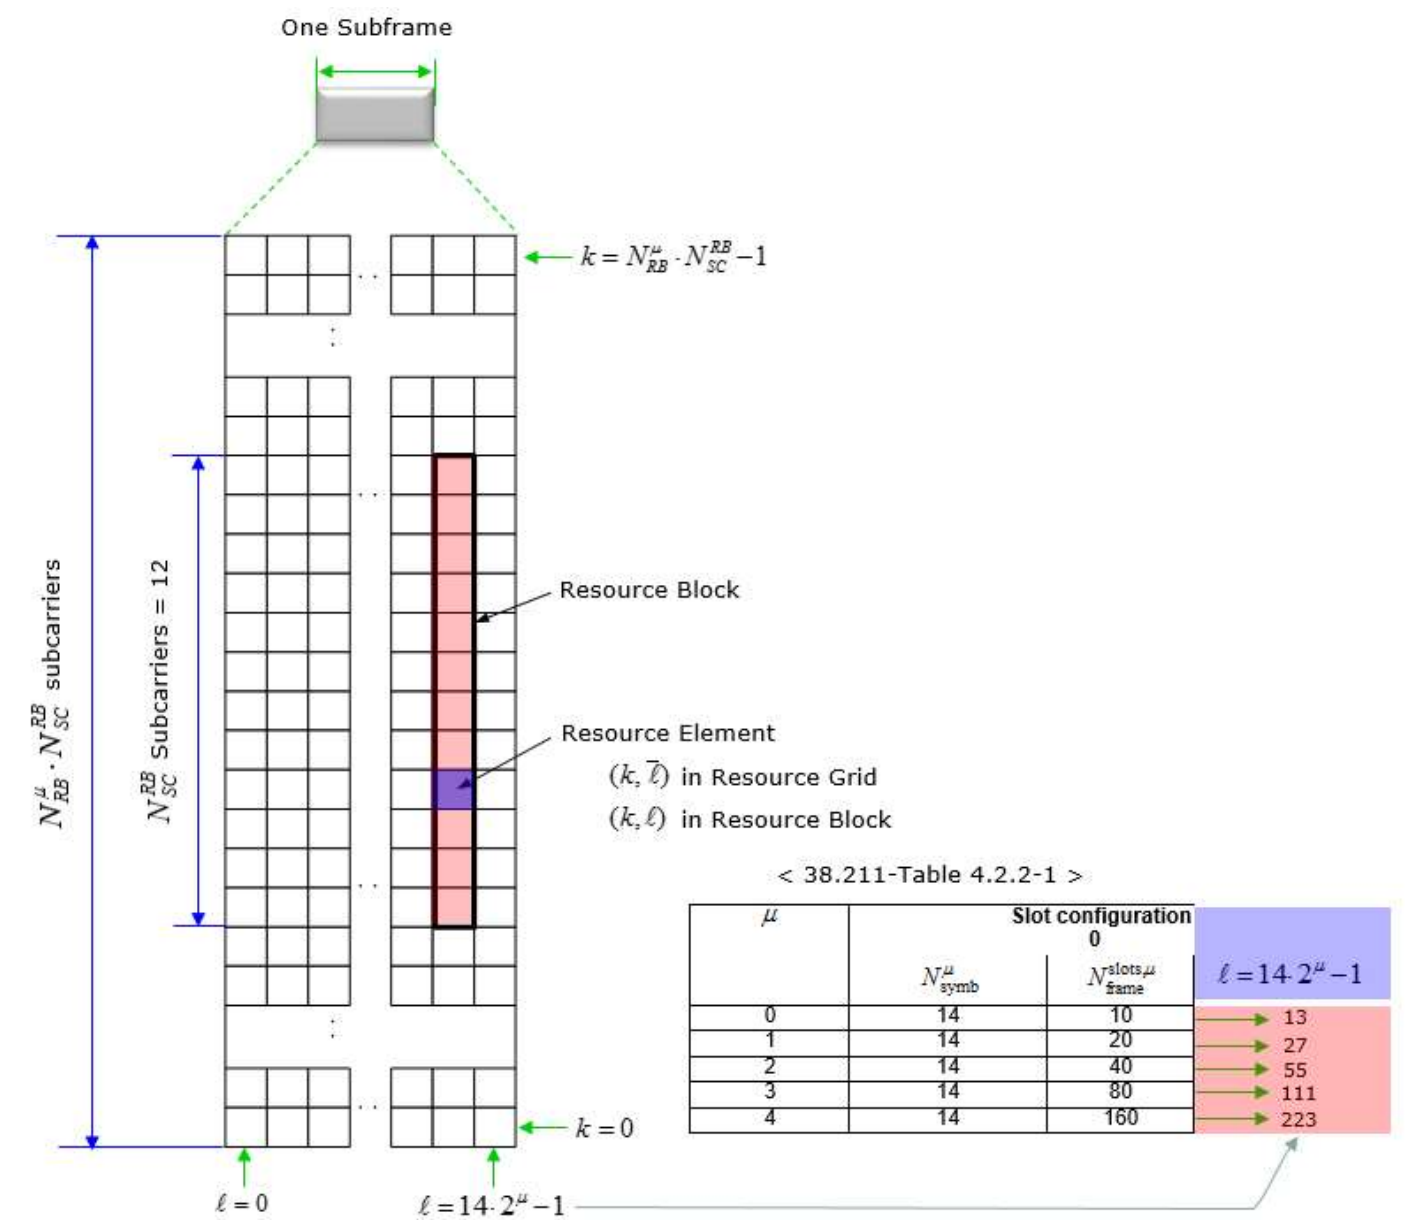 One Subframe
k = N^μ_RB · N^RB_SC − 1
N^μ_RB · N^RB_SC subcarriers
N^RB_SC Subcarriers = 12
Resource Block
Resource Element
(k, ℓ̅) in Resource Grid
(k, ℓ) in Resource Block
k = 0
ℓ = 0
ℓ = 14·2^μ − 1
< 38.211-Table 4.2.2-1 >
μ Slot configuration
0
N^μ_symb N^slots,μ_frame ℓ = 14·2^μ − 1
0 14 10 13
1 14 20 27
2 14 40 55
3 14 80 111
4 14 160 223